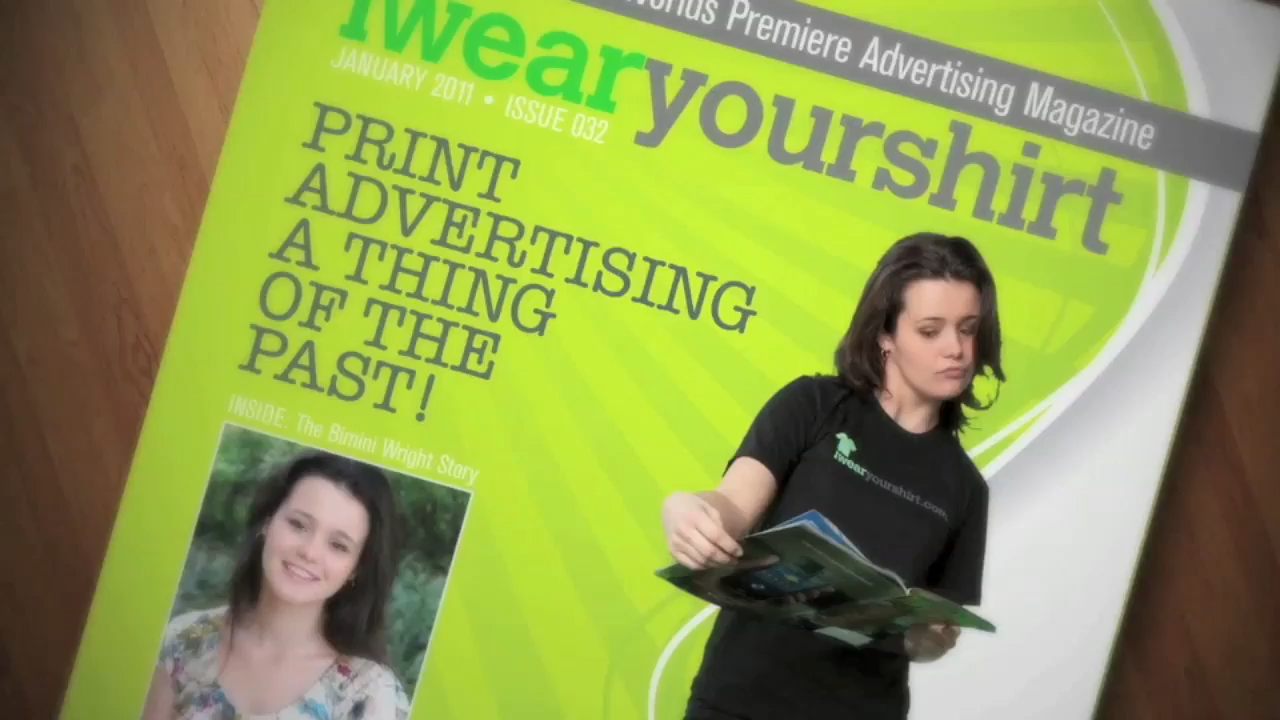 Worlds Premiere Advertising Magazine
iwearyourshirt
JANUARY 2011 • ISSUE 032
PRINT
ADVERTISING
A THING
OF THE
PAST!
INSIDE: The Bimini Wright Story
iwearyourshirt.com